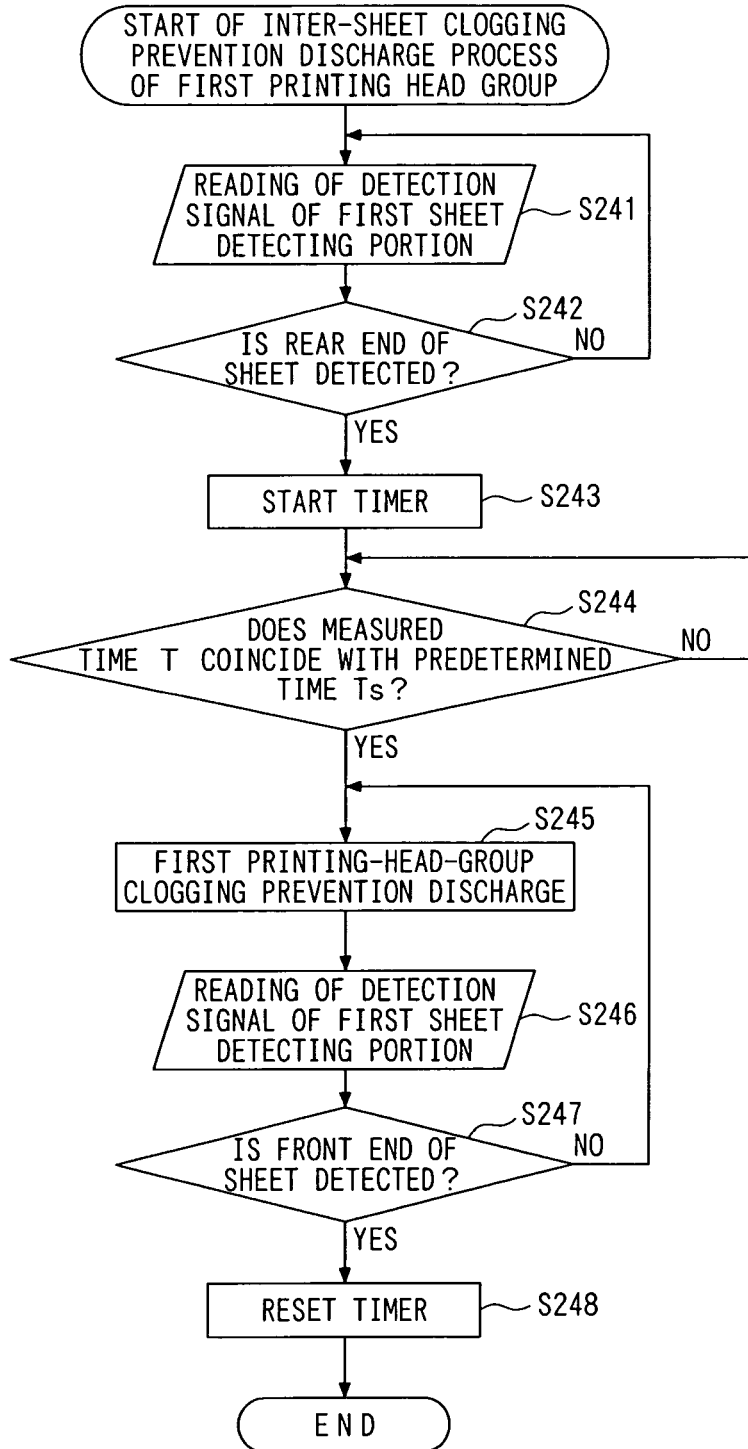 START OF INTER-SHEET CLOGGING
PREVENTION DISCHARGE PROCESS
OF FIRST PRINTING HEAD GROUP
READING OF DETECTION
SIGNAL OF FIRST SHEET
DETECTING PORTION
S241
S242
IS REAR END OF
SHEET DETECTED?
NO
YES
START TIMER
S243
S244
DOES MEASURED
TIME T COINCIDE WITH PREDETERMINED
TIME Ts?
NO
YES
S245
FIRST PRINTING-HEAD-GROUP
CLOGGING PREVENTION DISCHARGE
READING OF DETECTION
SIGNAL OF FIRST SHEET
DETECTING PORTION
S246
S247
IS FRONT END OF
SHEET DETECTED?
NO
YES
RESET TIMER
S248
END